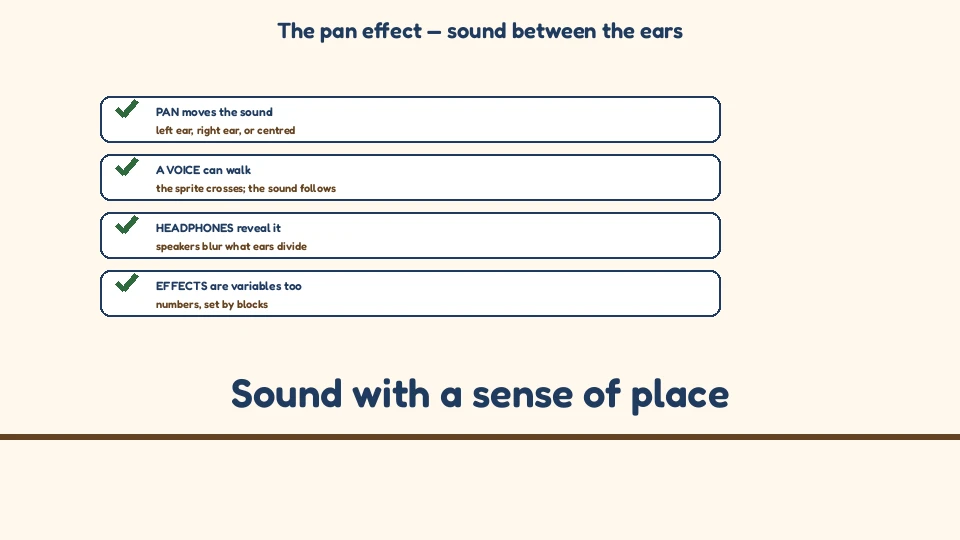 The pan effect — sound between the ears
PAN moves the sound
left ear, right ear, or centred
A VOICE can walk
the sprite crosses; the sound follows
HEADPHONES reveal it
speakers blur what ears divide
EFFECTS are variables too
numbers, set by blocks
Sound with a sense of place